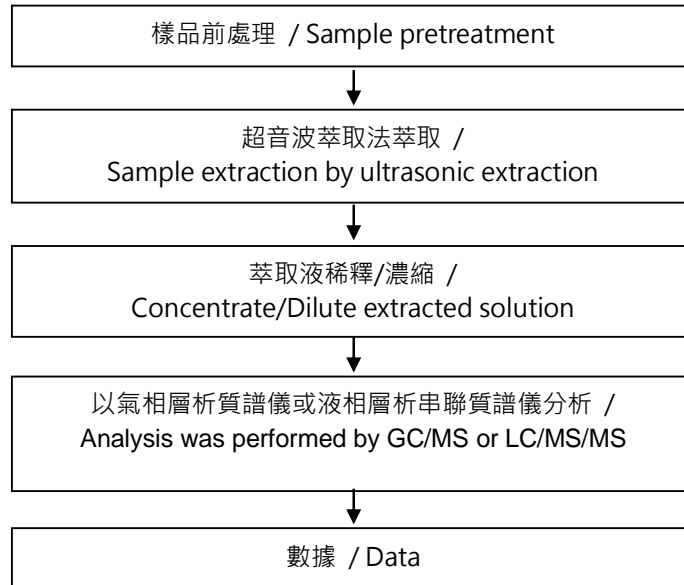 樣品前處理 / Sample pretreatment
超音波萃取法萃取 /
Sample extraction by ultrasonic extraction
萃取液稀釋/濃縮 /
Concentrate/Dilute extracted solution
以氣相層析質譜儀或液相層析串聯質譜儀分析 /
Analysis was performed by GC/MS or LC/MS/MS
數據 / Data